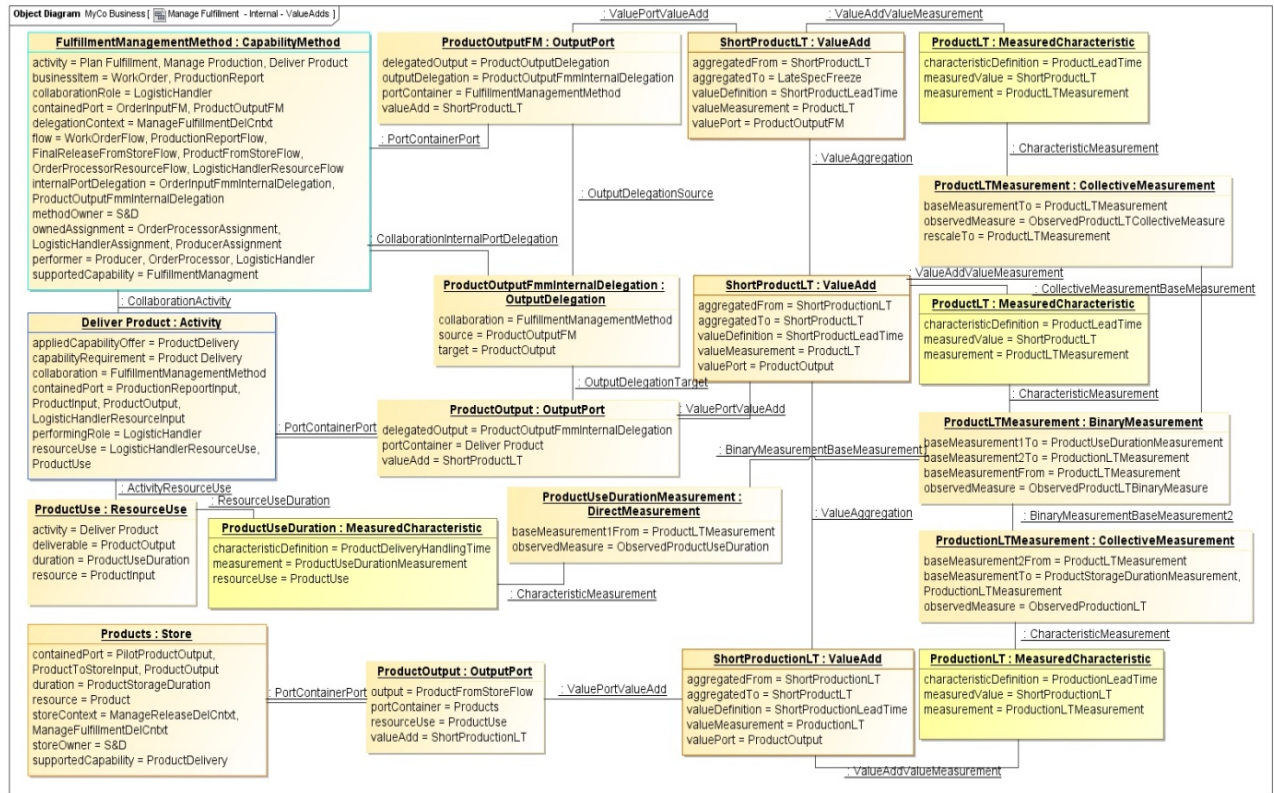 Object Diagram MyCo Business [ Manage Fulfillment - Internal - ValueAdds ]
: ValuePortValueAdd
: ValueAddValueMeasurement
FulfillmentManagementMethod : CapabilityMethod
activity = Plan Fulfillment, Manage Production, Deliver Product
businessItem = WorkOrder, ProductionReport
collaborationRole = LogisticHandler
containedPort = OrderInputFM, ProductOutputFM
delegationContext = ManageFulfillmentDelCntxt
flow = WorkOrderFlow, ProductionReportFlow,
FinalReleaseFromStoreFlow, ProductFromStoreFlow,
OrderProcessorResourceFlow, LogisticHandlerResourceFlow
internalPortDelegation = OrderInputFmmInternalDelegation,
ProductOutputFmmInternalDelegation
methodOwner = S&D
ownedAssignment = OrderProcessorAssignment,
LogisticHandlerAssignment, ProducerAssignment
performer = Producer, OrderProcessor, LogisticHandler
supportedCapability = FulfillmentManagment
ProductOutputFM : OutputPort
delegatedOutput = ProductOutputDelegation
outputDelegation = ProductOutputFmmInternalDelegation
portContainer = FulfillmentManagementMethod
valueAdd = ShortProductLT
ShortProductLT : ValueAdd
aggregatedFrom = ShortProductLT
aggregatedTo = LateSpecFreeze
valueDefinition = ShortProductLeadTime
valueMeasurement = ProductLT
valuePort = ProductOutputFM
ProductLT : MeasuredCharacteristic
characteristicDefinition = ProductLeadTime
measuredValue = ShortProductLT
measurement = ProductLTMeasurement
: PortContainerPort
: ValueAggregation
: CharacteristicMeasurement
: OutputDelegationSource
ProductLTMeasurement : CollectiveMeasurement
baseMeasurementTo = ProductLTMeasurement
observedMeasure = ObservedProductLTCollectiveMeasure
rescaleTo = ProductLTMeasurement
: CollaborationInternalPortDelegation
: ValueAddValueMeasurement
: CollectiveMeasurementBaseMeasurement
ProductOutputFmmInternalDelegation :
OutputDelegation
collaboration = FulfillmentManagementMethod
source = ProductOutputFM
target = ProductOutput
ShortProductLT : ValueAdd
aggregatedFrom = ShortProductionLT
aggregatedTo = ShortProductLT
valueDefinition = ShortProductLeadTime
valueMeasurement = ProductLT
valuePort = ProductOutput
ProductLT : MeasuredCharacteristic
characteristicDefinition = ProductLeadTime
measuredValue = ShortProductLT
measurement = ProductLTMeasurement
: CollaborationActivity
Deliver Product : Activity
appliedCapabilityOffer = ProductDelivery
capabilityRequirement = Product Delivery
collaboration = FulfillmentManagementMethod
containedPort = ProductionRepoortInput,
ProductInput, ProductOutput,
LogisticHandlerResourceInput
performingRole = LogisticHandler
resourceUse = LogisticHandlerResourceUse,
ProductUse
: OutputDelegationTarget
: CharacteristicMeasurement
: PortContainerPort
ProductOutput : OutputPort
delegatedOutput = ProductOutputFmmInternalDelegation
portContainer = Deliver Product
valueAdd = ShortProductLT
: ValuePortValueAdd
: BinaryMeasurementBaseMeasurement1
ProductLTMeasurement : BinaryMeasurement
baseMeasurement1To = ProductUseDurationMeasurement
baseMeasurement2To = ProductionLTMeasurement
baseMeasurementFrom = ProductLTMeasurement
observedMeasure = ObservedProductLTBinaryMeasure
: ActivityResourceUse
: ResourceUseDuration
ProductUse : ResourceUse
activity = Deliver Product
deliverable = ProductOutput
duration = ProductUseDuration
resource = ProductInput
ProductUseDuration : MeasuredCharacteristic
characteristicDefinition = ProductDeliveryHandlingTime
measurement = ProductUseDurationMeasurement
resourceUse = ProductUse
ProductUseDurationMeasurement :
DirectMeasurement
baseMeasurement1From = ProductLTMeasurement
observedMeasure = ObservedProductUseDuration
: ValueAggregation
: BinaryMeasurementBaseMeasurement2
ProductionLTMeasurement : CollectiveMeasurement
baseMeasurement2From = ProductLTMeasurement
baseMeasurementTo = ProductStorageDurationMeasurement,
ProductionLTMeasurement
observedMeasure = ObservedProductionLT
: CharacteristicMeasurement
: CharacteristicMeasurement
Products : Store
containedPort = PilotProductOutput,
ProductToStoreInput, ProductOutput
duration = ProductStorageDuration
resource = Product
storeContext = ManageReleaseDelCntxt,
ManageFulfillmentDelCntxt
storeOwner = S&D
supportedCapability = ProductDelivery
: PortContainerPort
ProductOutput : OutputPort
output = ProductFromStoreFlow
portContainer = Products
resourceUse = ProductUse
valueAdd = ShortProductionLT
: ValuePortValueAdd
ShortProductionLT : ValueAdd
aggregatedFrom = ShortProductionLT
aggregatedTo = ShortProductLT
valueDefinition = ShortProductionLeadTime
valueMeasurement = ProductionLT
valuePort = ProductOutput
ProductionLT : MeasuredCharacteristic
characteristicDefinition = ProductionLeadTime
measuredValue = ShortProductionLT
measurement = ProductionLTMeasurement
: ValueAddValueMeasurement